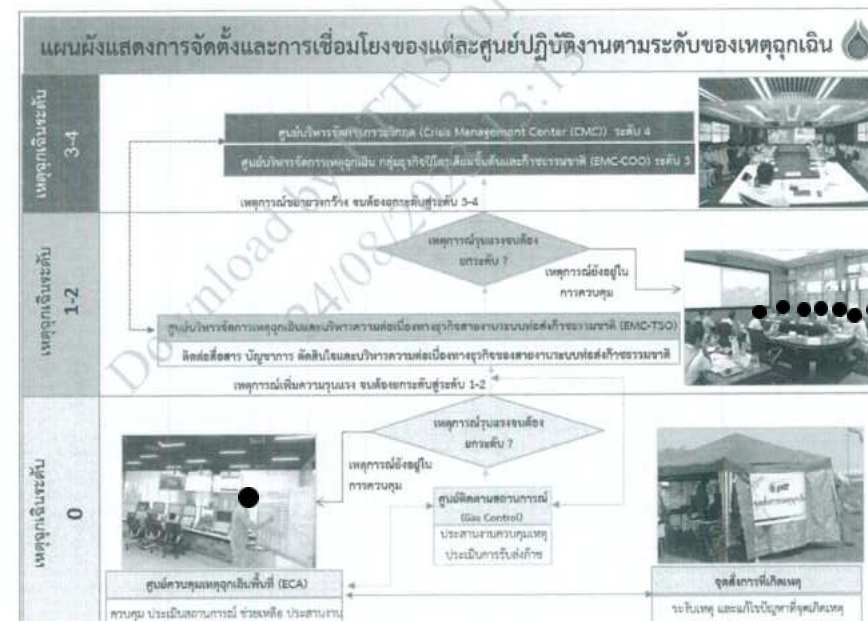 แผนผังแสดงการจัดตั้งและการเชื่อมโยงของแต่ละศูนย์ปฏิบัติงานตามระดับของเหตุฉุกเฉิน
เหตุฉุกเฉินระดับ
3-4
ศูนย์บริหารจัดการภาวะวิกฤต (Crisis Management Center (CMC)) ระดับ 4
ศูนย์บริหารจัดการเหตุฉุกเฉิน กลุ่มธุรกิจปิโตรเลียมขั้นต้นและก๊าซธรรมชาติ (EMC-COO) ระดับ 3
เหตุการณ์ขยายวงกว้าง จนต้องยกระดับสู่ระดับ 3-4
เหตุฉุกเฉินระดับ
1-2
เหตุการณ์รุนแรงจนต้อง
ยกระดับ ?
เหตุการณ์ยังอยู่ใน
การควบคุม
ศูนย์บริหารจัดการเหตุฉุกเฉินและบริหารความต่อเนื่องทางธุรกิจสายงานระบบท่อส่งก๊าซธรรมชาติ (EMC-TSO)
ติดต่อสื่อสาร บัญชาการ ตัดสินใจและบริหารความต่อเนื่องทางธุรกิจของสายงานระบบท่อส่งก๊าซธรรมชาติ
เหตุการณ์เพิ่มความรุนแรง จนต้องยกระดับสู่ระดับ 1-2
เหตุฉุกเฉินระดับ
0
เหตุการณ์รุนแรงจนต้อง
ยกระดับ ?
เหตุการณ์ยังอยู่ใน
การควบคุม
ศูนย์ติดตามสถานการณ์
(Gas Control)
ประสานงานควบคุมเหตุ
ประเมินการรับส่งก๊าซ
ptt
ศูนย์ควบคุมเหตุฉุกเฉินพื้นที่ (ECA)
ควบคุม ประเมินสถานการณ์ ช่วยเหลือ ประสานงาน
จุดสั่งการที่เกิดเหตุ
ระงับเหตุ และแก้ไขปัญหาที่จุดเกิดเหตุ
Download by
24/08/2023 13:13